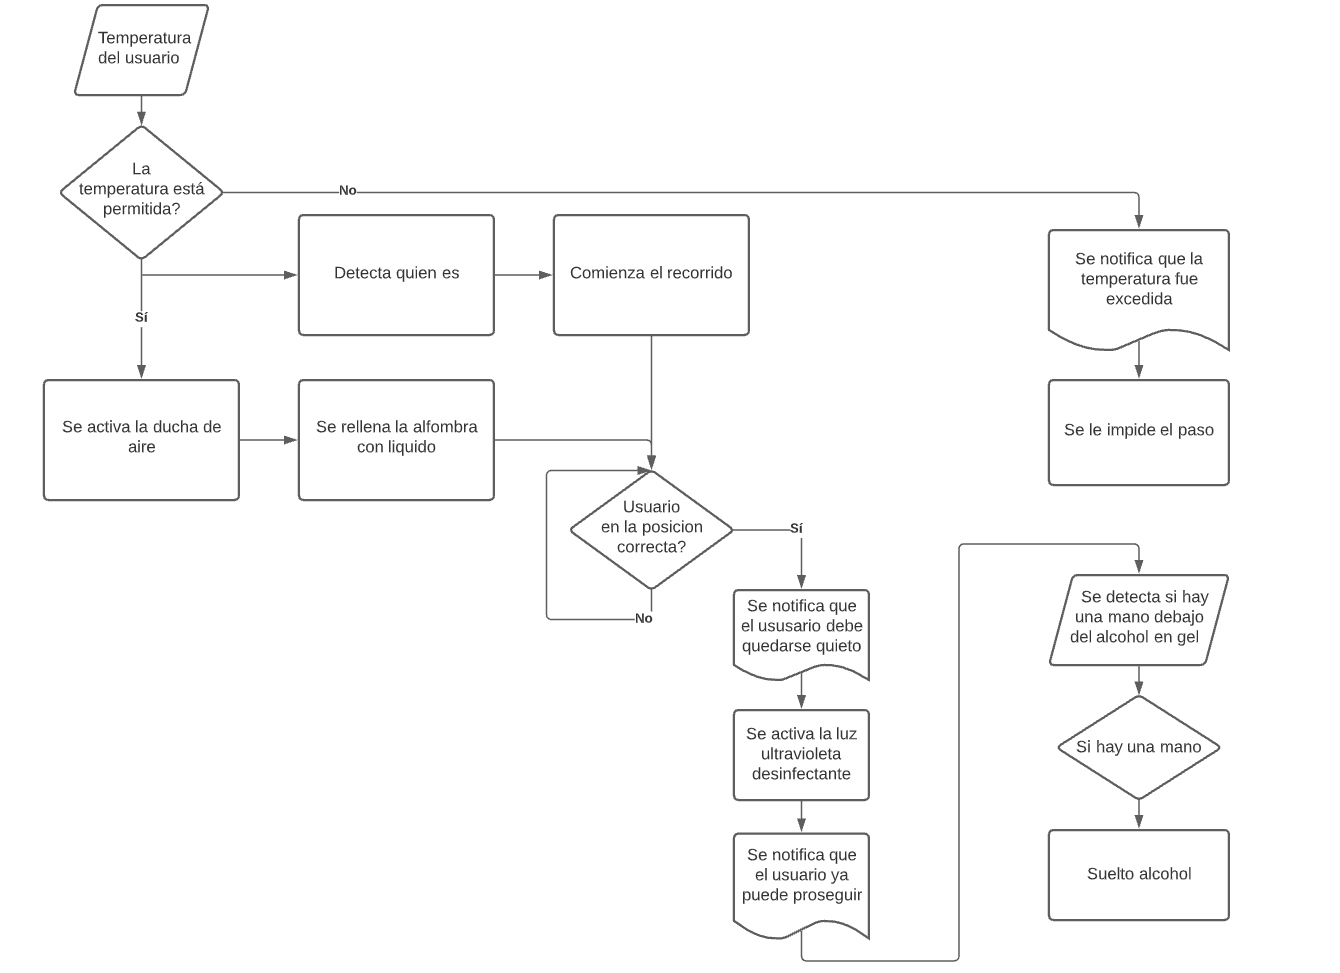 Temperatura
del usuario
La
temperatura está
permitida?
No
Detecta quien es
Comienza el recorrido
Se notifica que la
temperatura fue
excedida
Sí
Se activa la ducha de
aire
Se rellena la alfombra
con liquido
Se le impide el paso
Usuario
en la posicion
correcta?
Sí
No
Se notifica que
el ususario debe
quedarse quieto
Se activa la luz
ultravioleta
desinfectante
Se notifica que
el usuario ya
puede proseguir
Se detecta si hay
una mano debajo
del alcohol en gel
Si hay una mano
Suelto alcohol